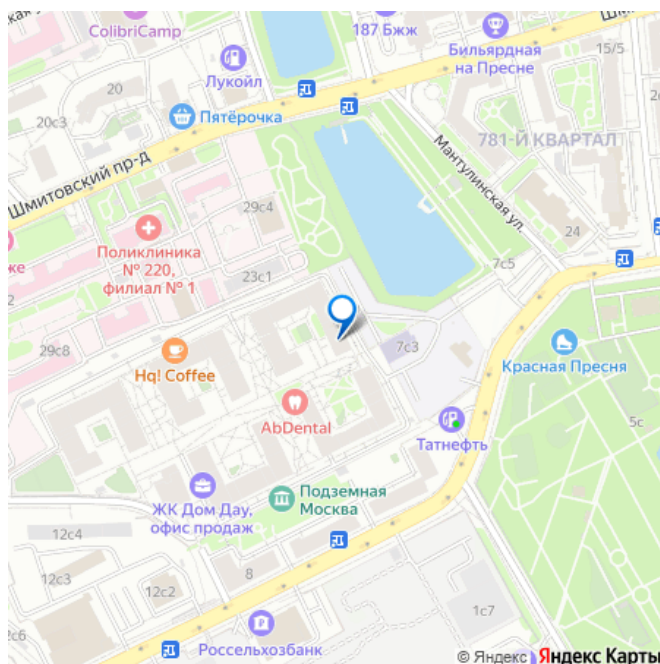 ColibriCamp
187 Бжж
Лукойл
Бильярдная
на Пресне
15/5
20
20с3
Пятёрочка
781-Й КВАРТАЛ
Шмитовский пр-д
Мантулинская ул.
29с4
Поликлиника
№ 220,
филиал № 1
23с1
7с5
24
29с8
Hq! Coffee
7с3
Красная Пресня
AbDental
Татнефть
5с
ЖК Дом Дау,
офис продаж
Подземная
Москва
12с4
12с3
12с2
8
1с7
Россельхозбанк
© Яндекс Яндекс Карты